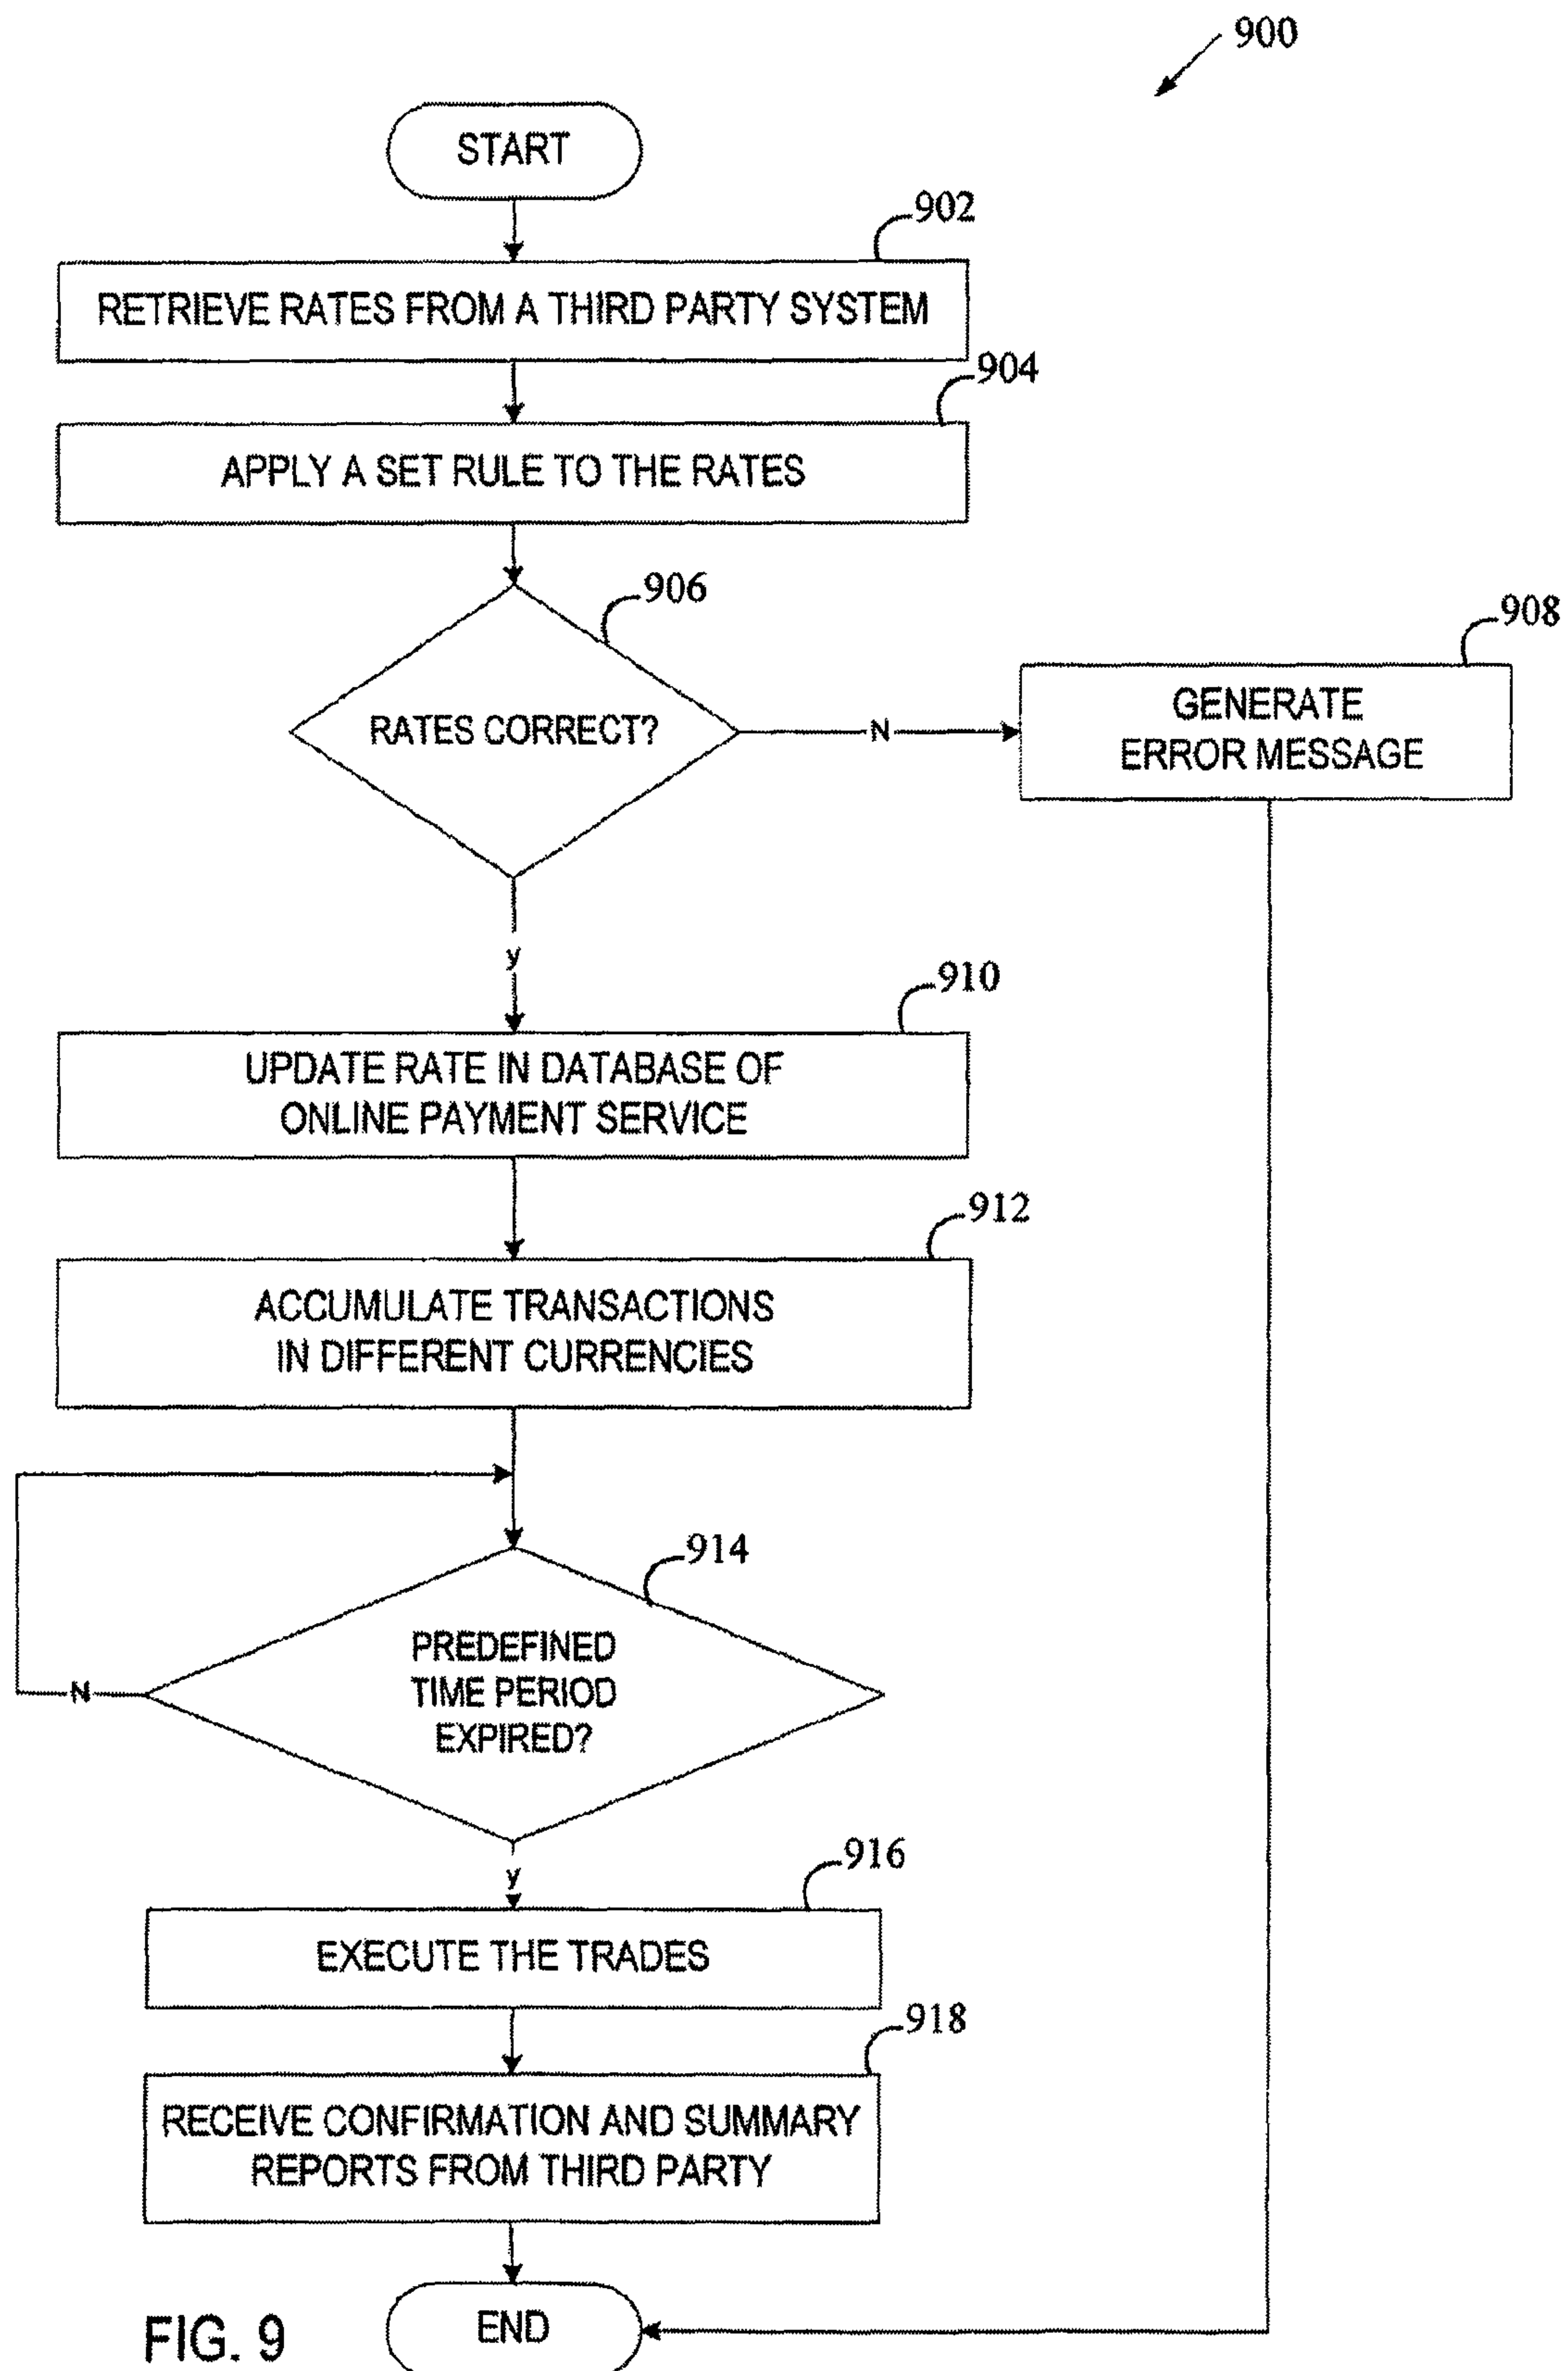 900
START
902
RETRIEVE RATES FROM A THIRD PARTY SYSTEM
904
APPLY A SET RULE TO THE RATES
906
RATES CORRECT?
N
908
GENERATE
ERROR MESSAGE
y
910
UPDATE RATE IN DATABASE OF
ONLINE PAYMENT SERVICE
912
ACCUMULATE TRANSACTIONS
IN DIFFERENT CURRENCIES
914
PREDEFINED
TIME PERIOD
EXPIRED?
N
y
916
EXECUTE THE TRADES
918
RECEIVE CONFIRMATION AND SUMMARY
REPORTS FROM THIRD PARTY
END
FIG. 9